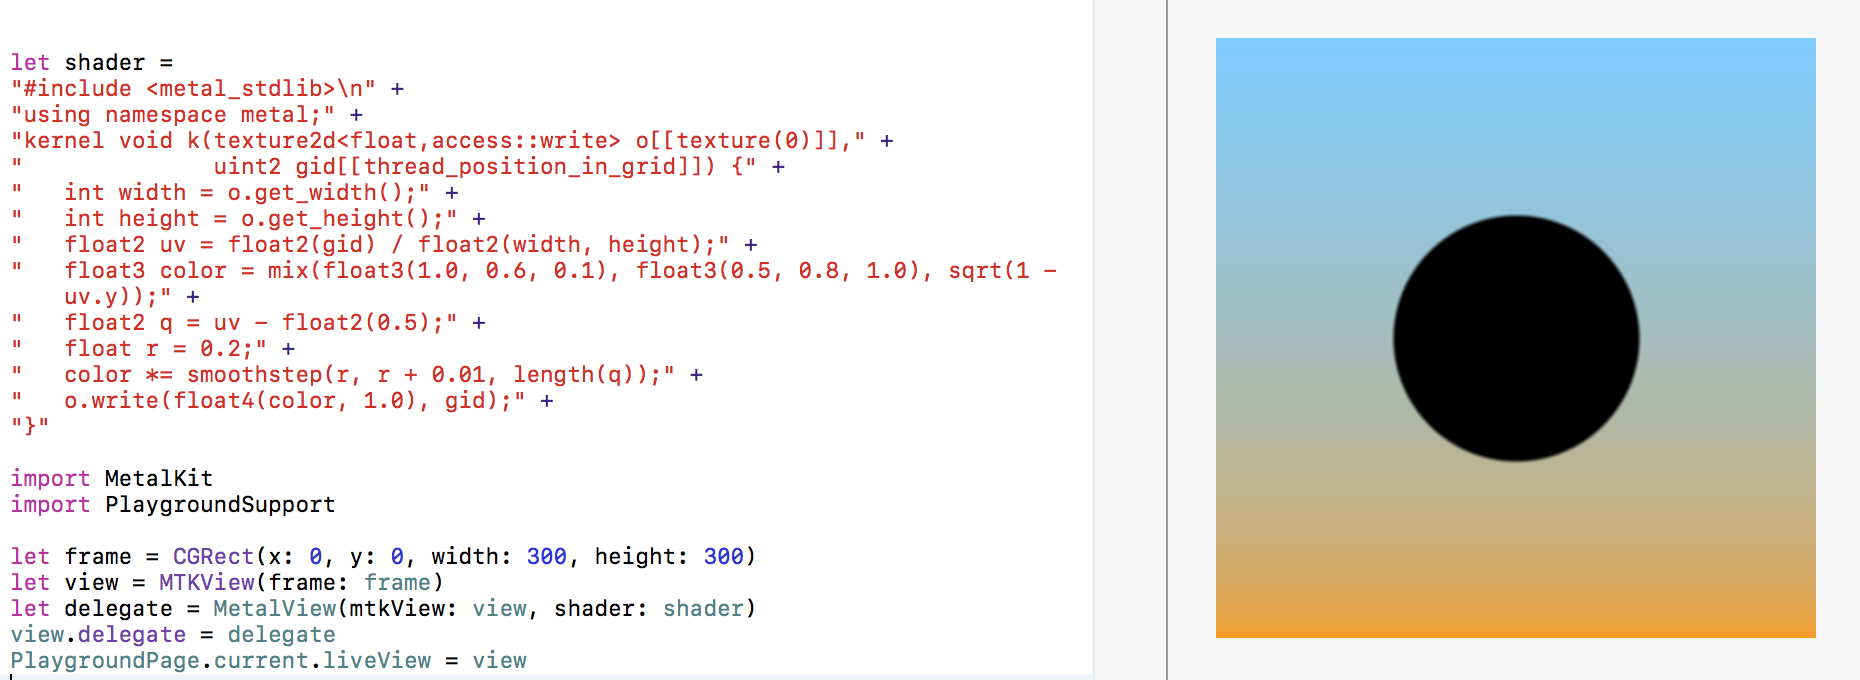 let shader =
"#include <metal_stdlib>\n" +
"using namespace metal;" +
"kernel void k(texture2d<float,access::write> o[[texture(0)]]," +
"              uint2 gid[[thread_position_in_grid]]) {" +
"   int width = o.get_width();" +
"   int height = o.get_height();" +
"   float2 uv = float2(gid) / float2(width, height);" +
"   float3 color = mix(float3(1.0, 0.6, 0.1), float3(0.5, 0.8, 1.0), sqrt(1 -
    uv.y));" +
"   float2 q = uv - float2(0.5);" +
"   float r = 0.2;" +
"   color *= smoothstep(r, r + 0.01, length(q));" +
"   o.write(float4(color, 1.0), gid);" +
"}"
import MetalKit
import PlaygroundSupport
let frame = CGRect(x: 0, y: 0, width: 300, height: 300)
let view = MTKView(frame: frame)
let delegate = MetalView(mtkView: view, shader: shader)
view.delegate = delegate
PlaygroundPage.current.liveView = view